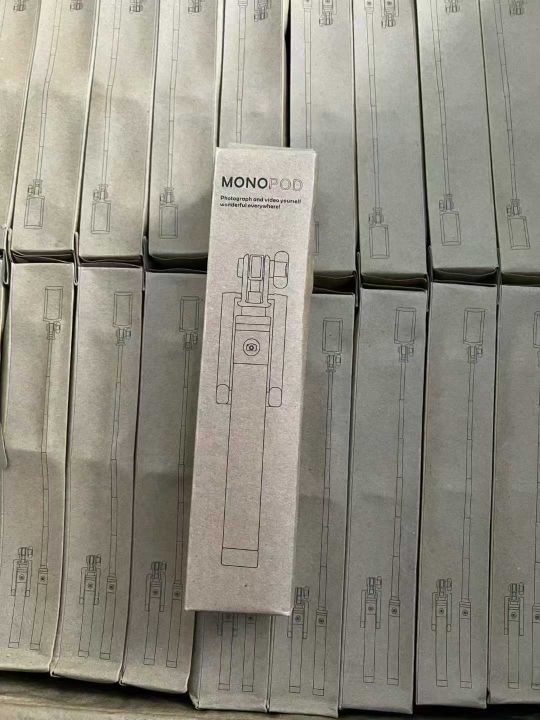 MONOPOD
Photograph and video yourself
wonderful everywhere!